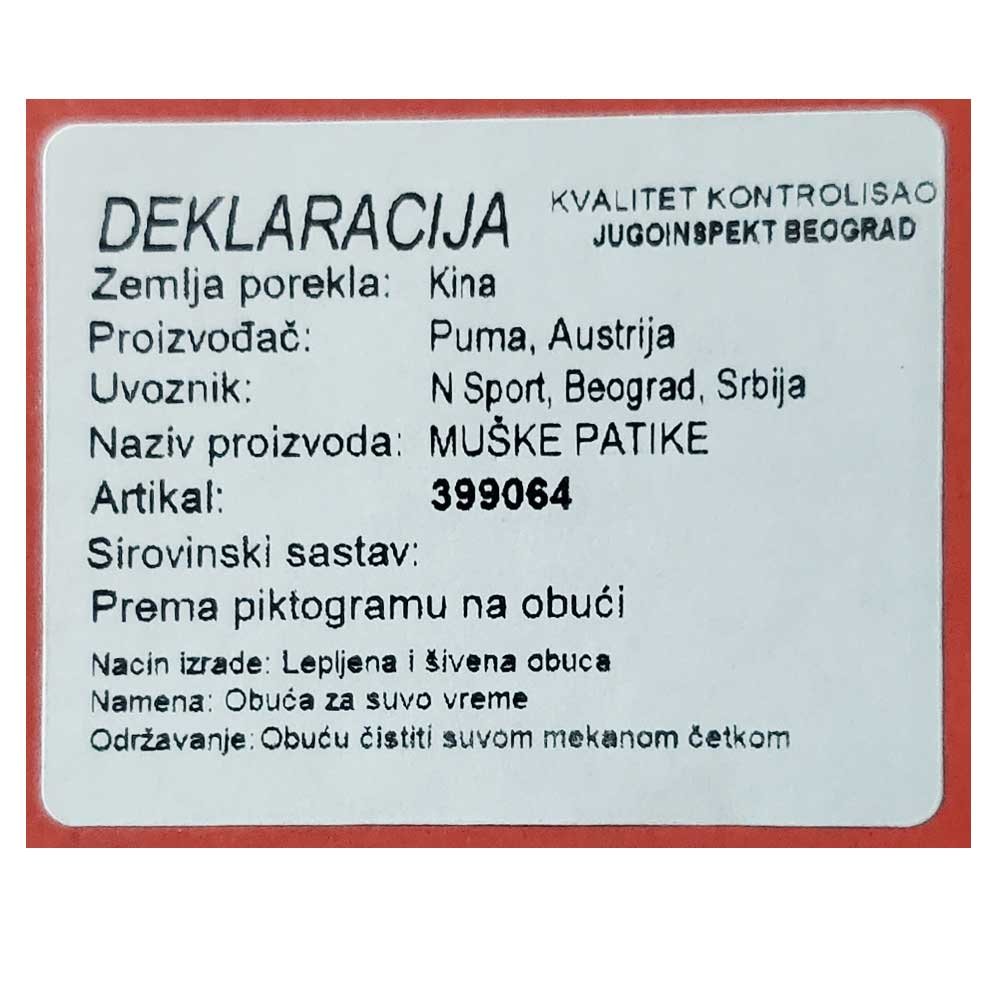 DEKLARACIJA
KVALITET KONTROLISAO
JUGOINSPEKT BEOGRAD
Zemlja porekla: Kina
Proizvođač: Puma, Austrija
Uvoznik: N Sport, Beograd, Srbija
Naziv proizvoda: MUŠKE PATIKE
Artikal: 399064
Sirovinski sastav:
Prema piktogramu na obući
Nacin izrade: Lepljena i šivena obuca
Namena: Obuća za suvo vreme
Održavanje: Obuću čistiti suvom mekanom četkom